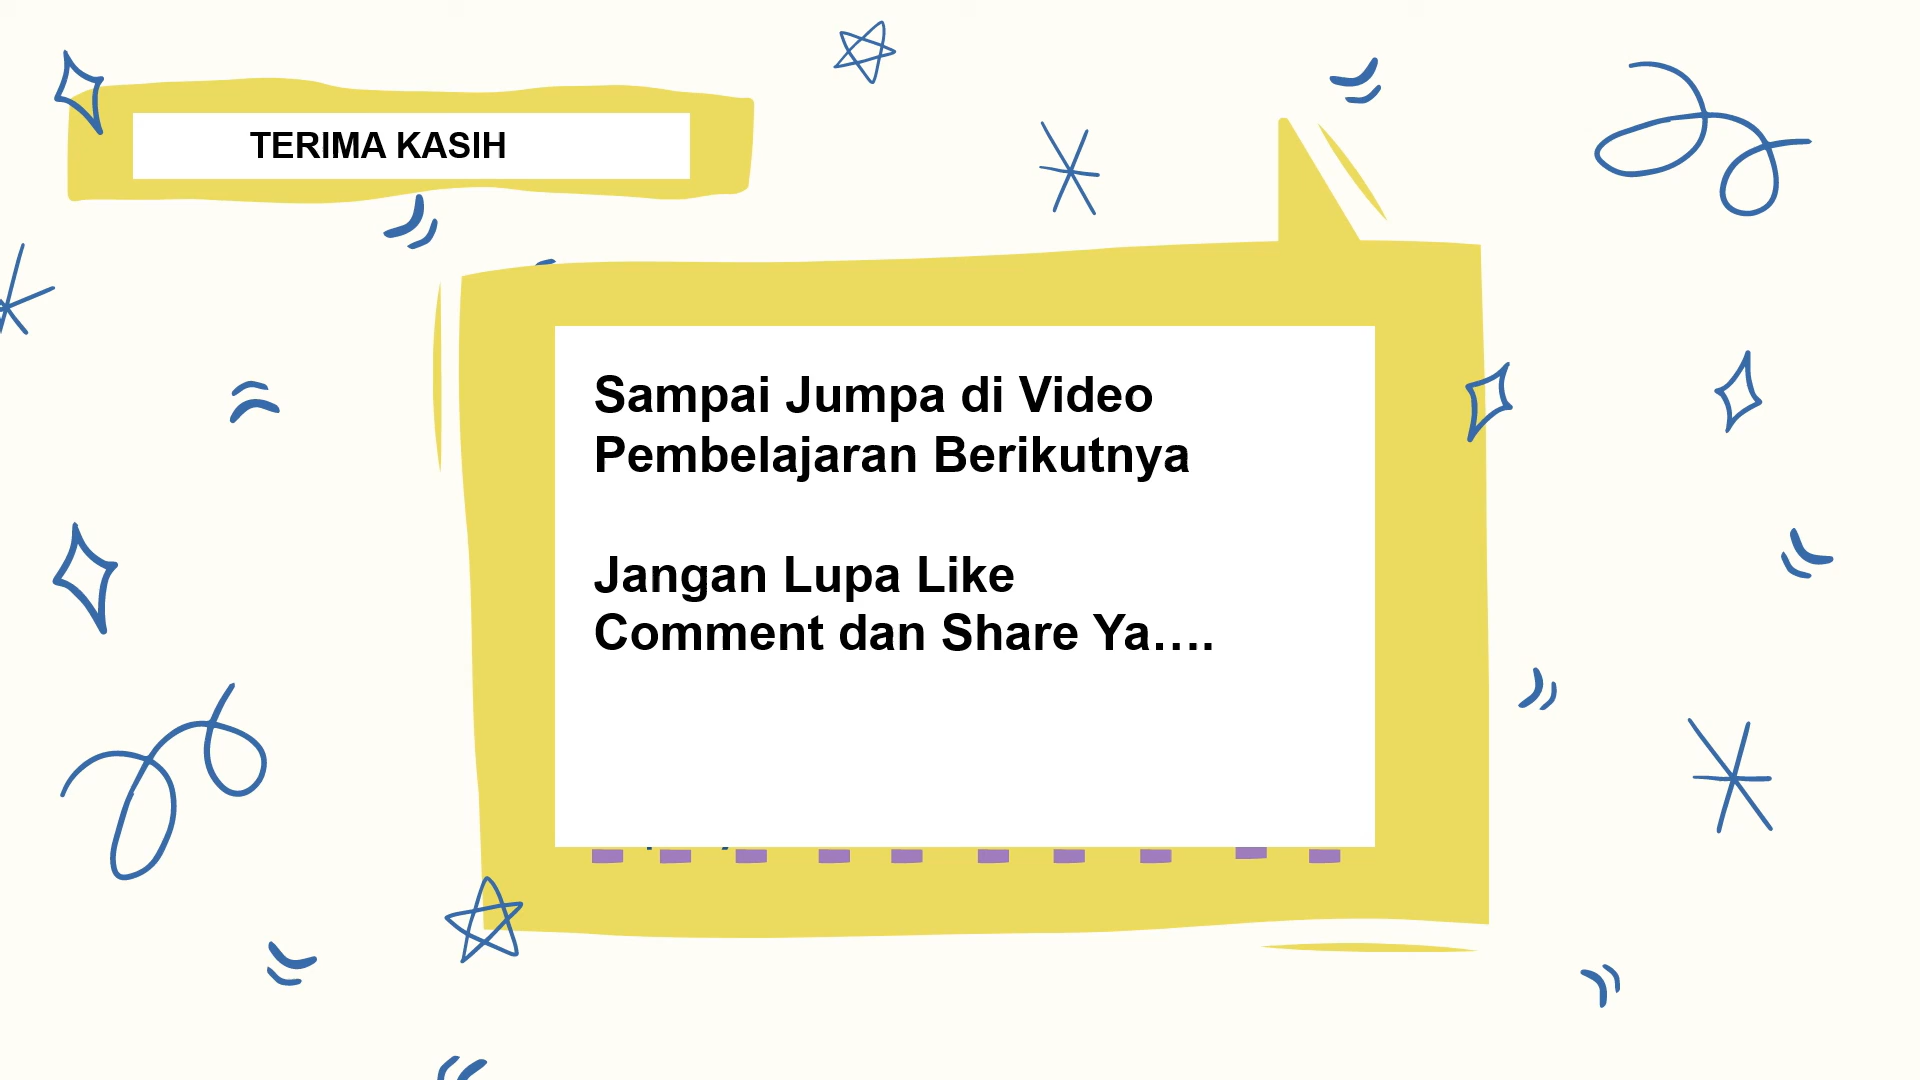 TERIMA KASIH
Sampai Jumpa di Video
Pembelajaran Berikutnya
Jangan Lupa Like
Comment dan Share Ya….